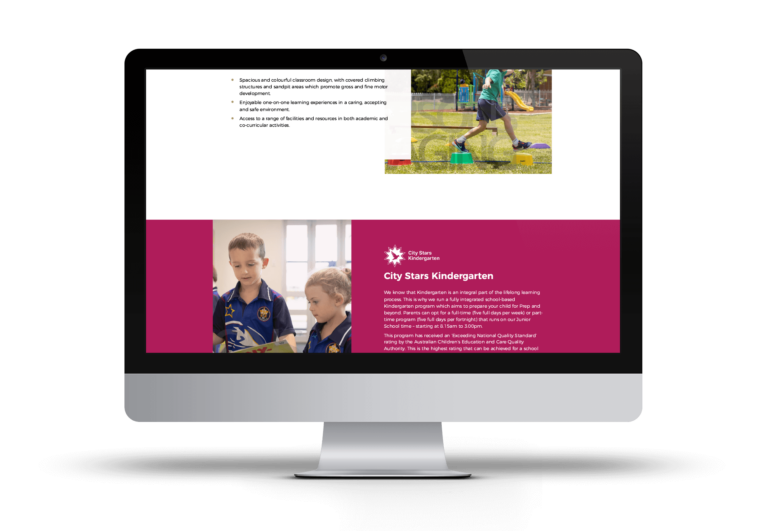 Spacious and colourful classroom design, with covered climbing
structures and sandpit areas which promote gross and fine motor
development.
Enjoyable one-on-one learning experiences in a caring, accepting
and safe environment.
Access to a range of facilities and resources in both academic and
co-curricular activities.
City Stars
Kindergarten
City Stars Kindergarten
We know that Kindergarten is an integral part of the lifelong learning
process. This is why we run a fully integrated school-based
Kindergarten program which aims to prepare your child for Prep and
beyond. Parents can opt for a full-time (five full days per week) or part-
time program (five full days per fortnight) that runs on our Junior
School time - starting at 8.15am to 3.00pm.
This program has received an 'Exceeding National Quality Standard'
rating by the Australian Children's Education and Care Quality
Authority. This is the highest rating that can be achieved for a school